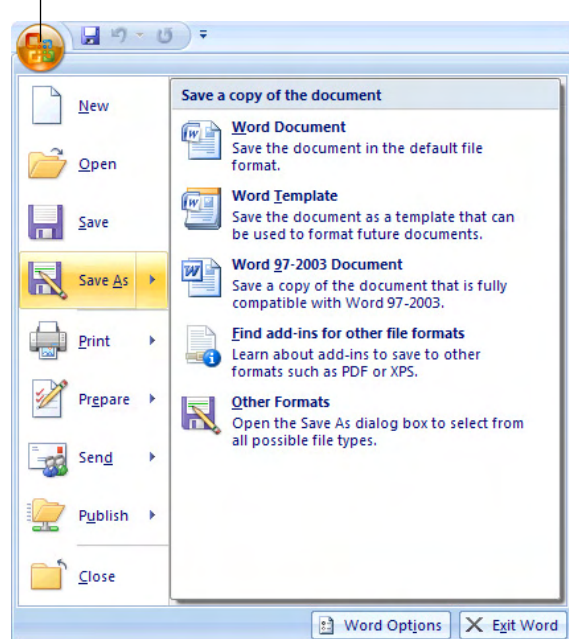 New
Open
Save
Save As
Print
Prepare
Send
Publish
Close
Save a copy of the document
Word Document
Save the document in the default file
format.
Word Template
Save the document as a template that can
be used to format future documents.
Word 97-2003 Document
Save a copy of the document that is fully
compatible with Word 97-2003.
Find add-ins for other file formats
Learn about add-ins to save to other
formats such as PDF or XPS.
Other Formats
Open the Save As dialog box to select from
all possible file types.
Word Options
Exit Word